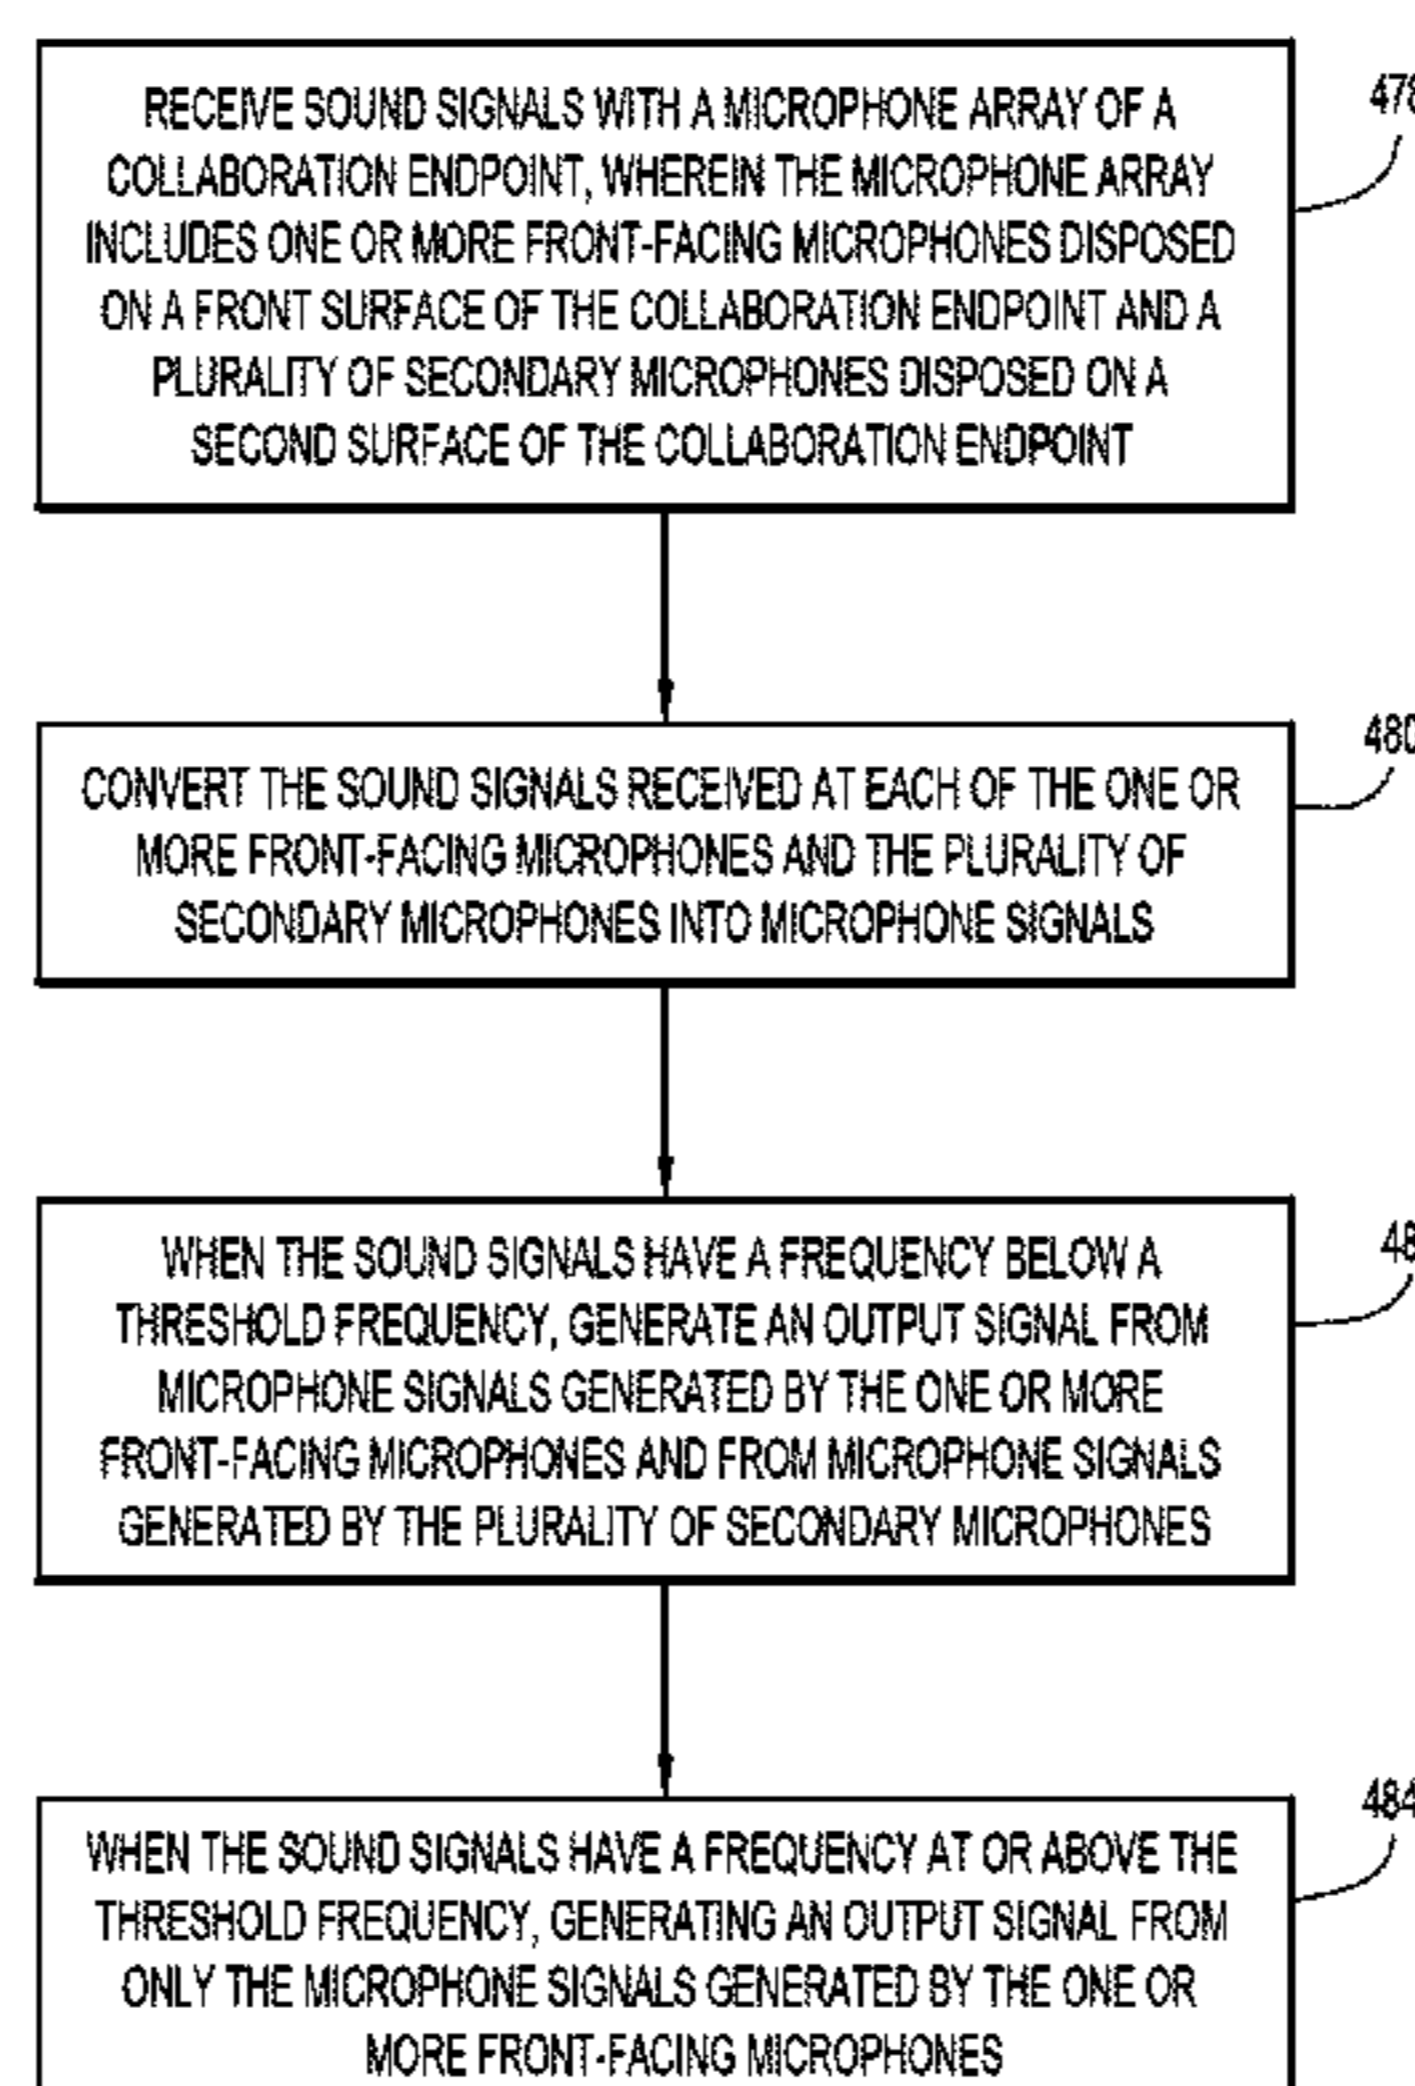 RECEIVE SOUND SIGNALS WITH A MICROPHONE ARRAY OF A
COLLABORATION ENDPOINT, WHEREIN THE MICROPHONE ARRAY
INCLUDES ONE OR MORE FRONT-FACING MICROPHONES DISPOSED
ON A FRONT SURFACE OF THE COLLABORATION ENDPOINT AND A
PLURALITY OF SECONDARY MICROPHONES DISPOSED ON A
SECOND SURFACE OF THE COLLABORATION ENDPOINT
478
CONVERT THE SOUND SIGNALS RECEIVED AT EACH OF THE ONE OR
MORE FRONT-FACING MICROPHONES AND THE PLURALITY OF
SECONDARY MICROPHONES INTO MICROPHONE SIGNALS
480
WHEN THE SOUND SIGNALS HAVE A FREQUENCY BELOW A
THRESHOLD FREQUENCY, GENERATE AN OUTPUT SIGNAL FROM
MICROPHONE SIGNALS GENERATED BY THE ONE OR MORE
FRONT-FACING MICROPHONES AND FROM MICROPHONE SIGNALS
GENERATED BY THE PLURALITY OF SECONDARY MICROPHONES
48
WHEN THE SOUND SIGNALS HAVE A FREQUENCY AT OR ABOVE THE
THRESHOLD FREQUENCY, GENERATING AN OUTPUT SIGNAL FROM
ONLY THE MICROPHONE SIGNALS GENERATED BY THE ONE OR
MORE FRONT-FACING MICROPHONES
484